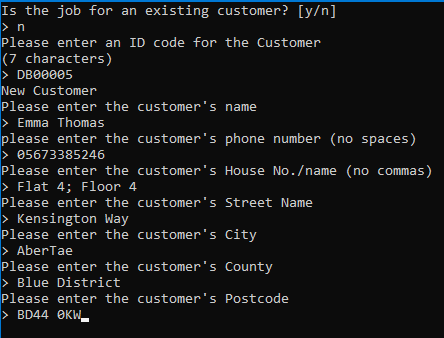 Is the job for an existing customer? [y/n]
> n
Please enter an ID code for the Customer
(7 characters)
> DB00005
New Customer
Please enter the customer's name
> Emma Thomas
please enter the customer's phone number (no spaces)
> 05673385246
Please enter the customer's House No./name (no commas)
> Flat 4; Floor 4
Please enter the customer's Street Name
> Kensington Way
Please enter the customer's City
> AberTae
Please enter the customer's County
> Blue District
Please enter the customer's Postcode
> BD44 0KW